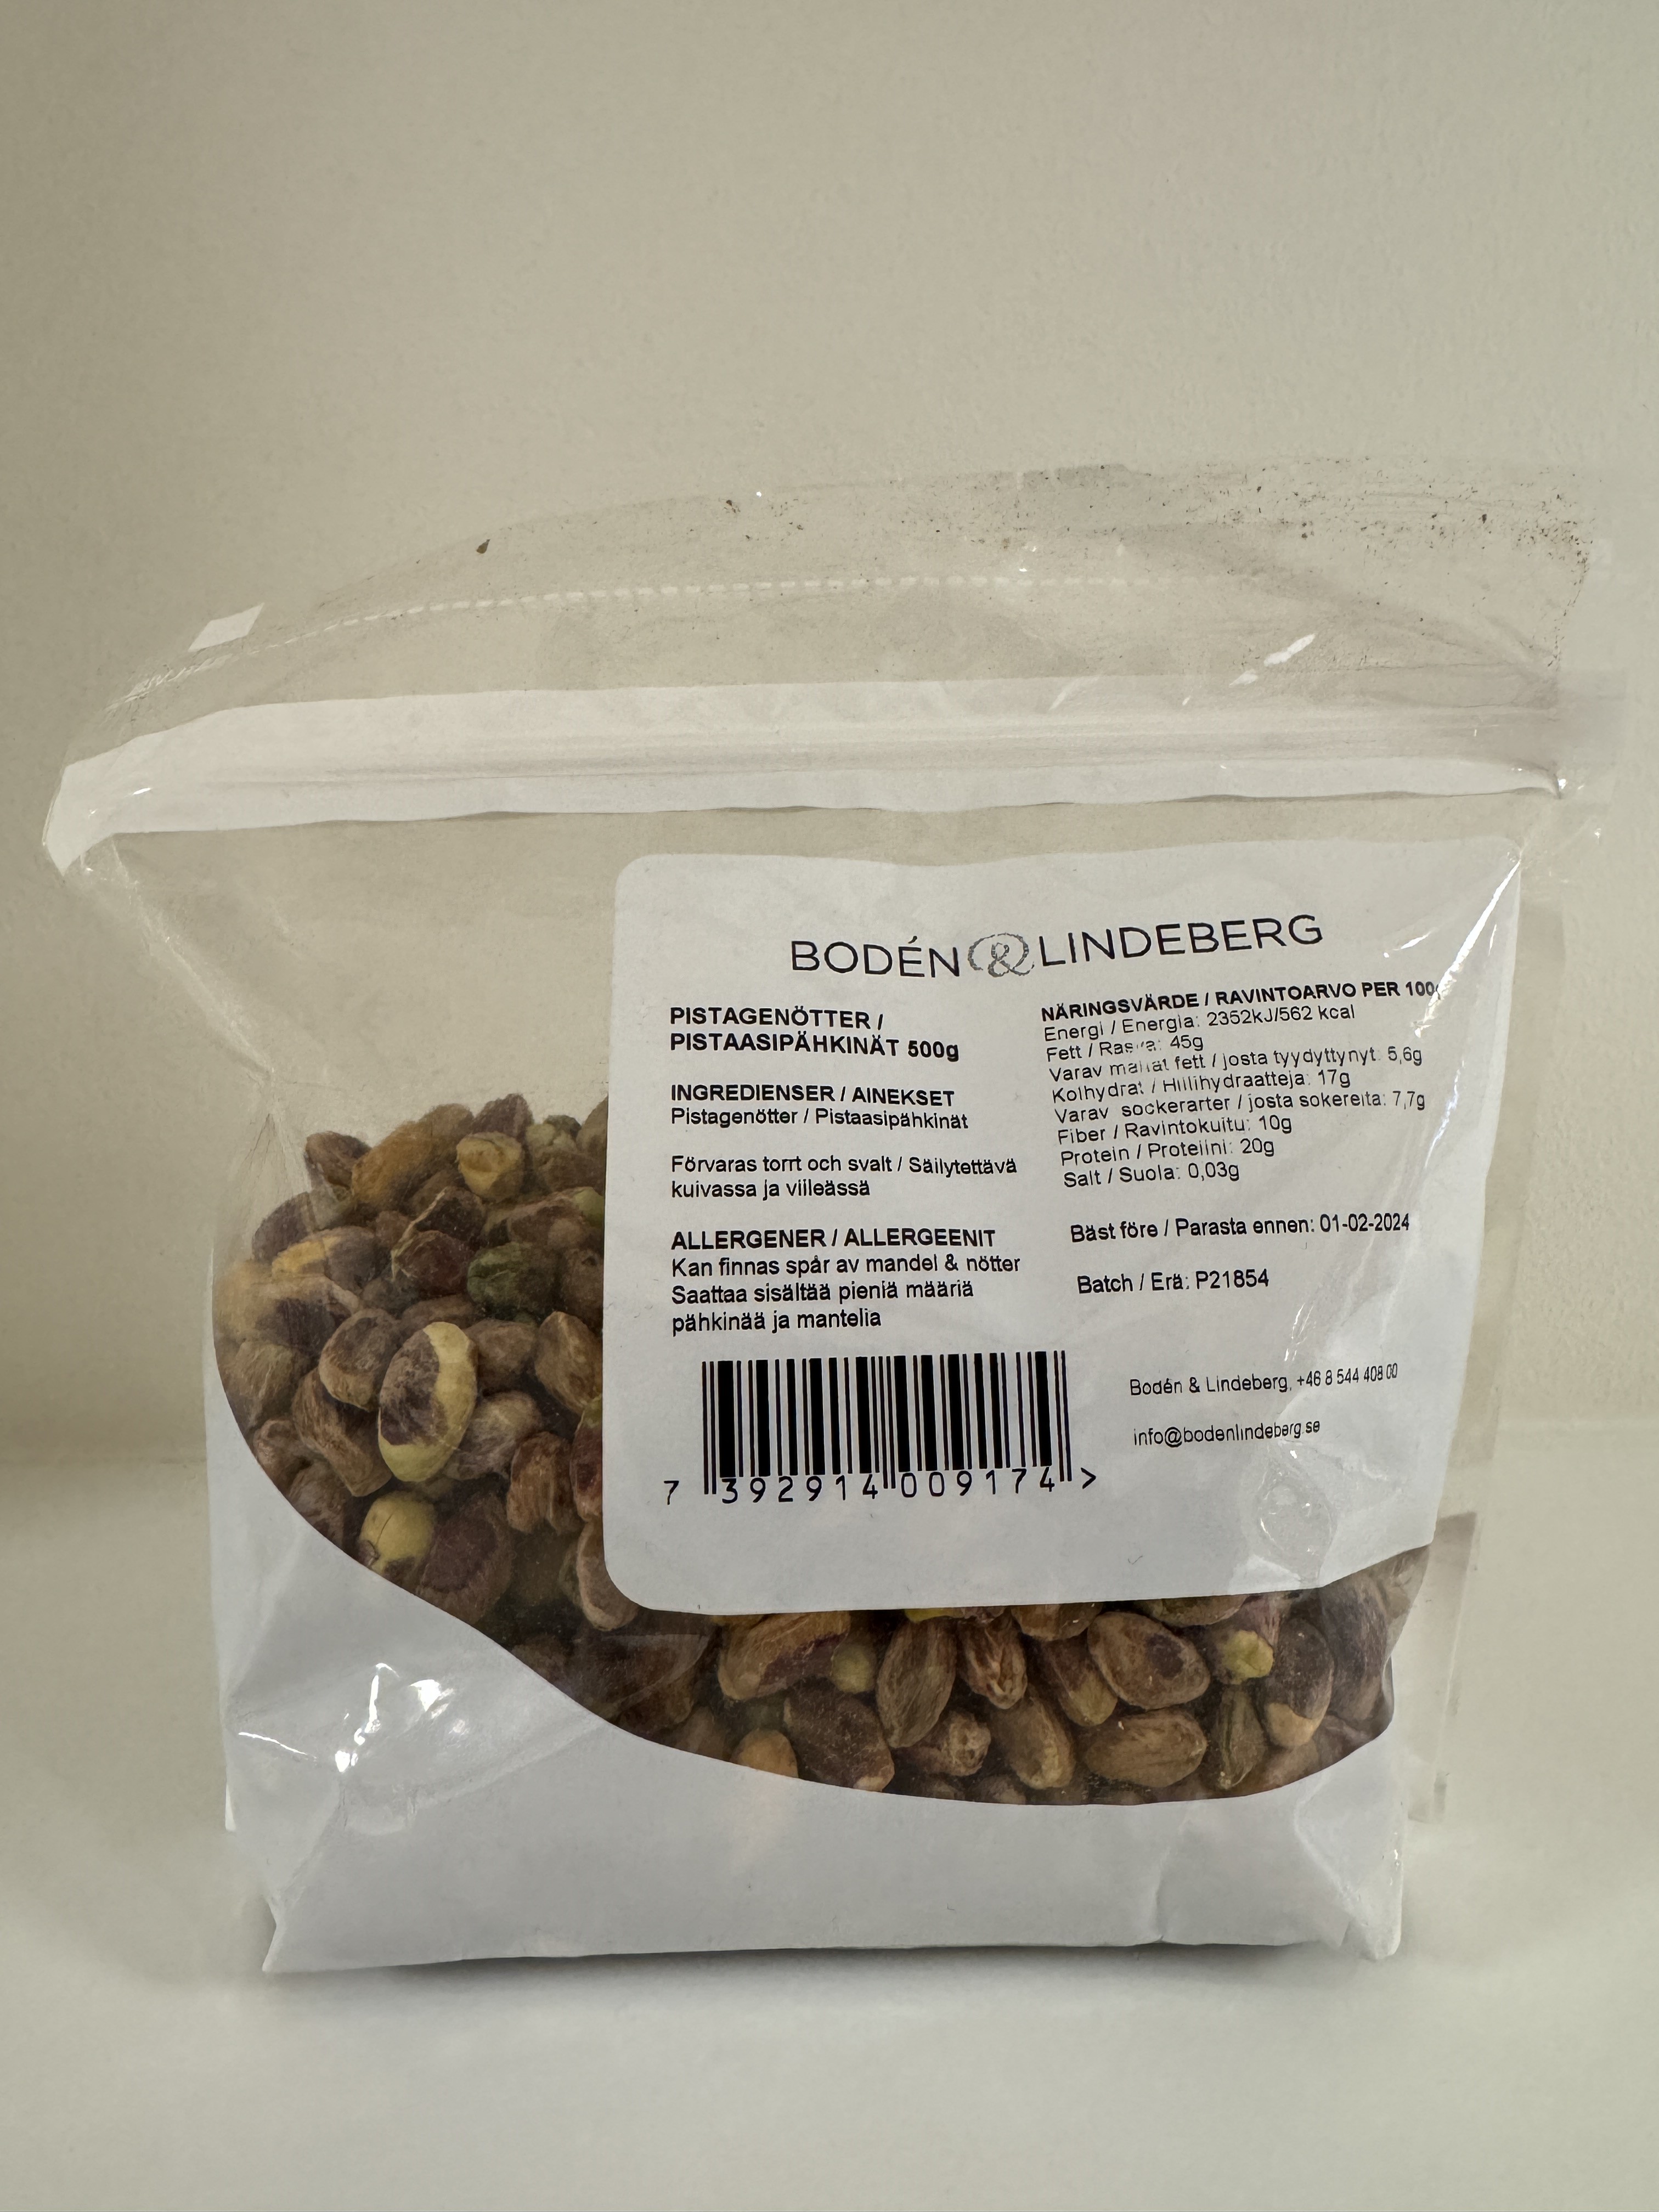 BODÉN & LINDEBERG
PISTAGENÖTTER /
PISTAASIPÄHKINÄT 500g
INGREDIENSER / AINEKSET
Pistagenötter / Pistaasipähkinät
Förvaras torrt och svalt / Säilytettävä
kuivassa ja viileässä
ALLERGENER / ALLERGEENIT
Kan finnas spår av mandel & nötter
Saattaa sisältää pieniä määriä
pähkinää ja mantelia
7 392914 009174 >
NÄRINGSVÄRDE / RAVINTOARVO PER 100g
Energi / Energia: 2352kJ/562 kcal
Fett / Rasva: 45g
Varav mättat fett / josta tyydyttynyt: 5,6g
Kolhydrat / Hiilihydraatteja: 17g
Varav sockerarter / josta sokereita: 7,7g
Fiber / Ravintokuitu: 10g
Protein / Proteiini: 20g
Salt / Suola: 0,03g
Bäst före / Parasta ennen: 01-02-2024
Batch / Erä: P21854
Bodén & Lindeberg, +46 8 544 408 00
info@bodenlindeberg.se